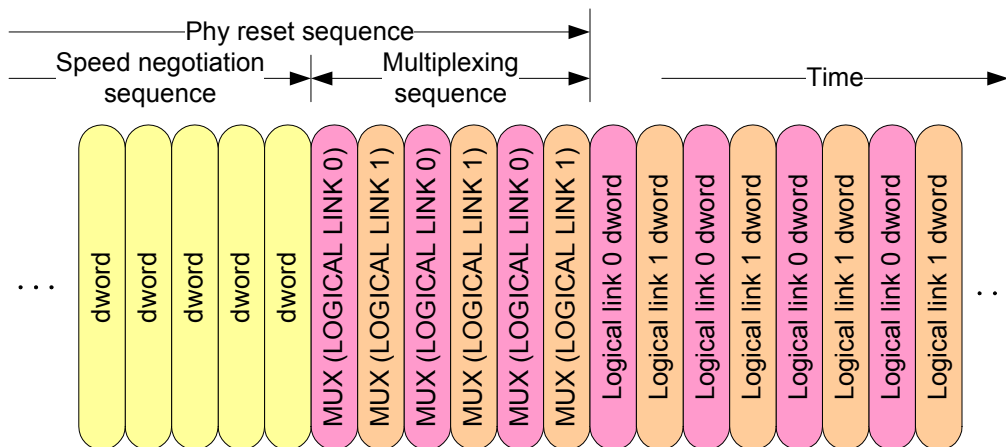 Phy reset sequence
Speed negotiation
sequence
Multiplexing
sequence
Time
. . .
dword
dword
dword
dword
dword
MUX (LOGICAL LINK 0)
MUX (LOGICAL LINK 1)
MUX (LOGICAL LINK 0)
MUX (LOGICAL LINK 1)
MUX (LOGICAL LINK 0)
MUX (LOGICAL LINK 1)
Logical link 0 dword
Logical link 1 dword
Logical link 0 dword
Logical link 1 dword
Logical link 0 dword
Logical link 1 dword
Logical link 0 dword
Logical link 1 dword
. .